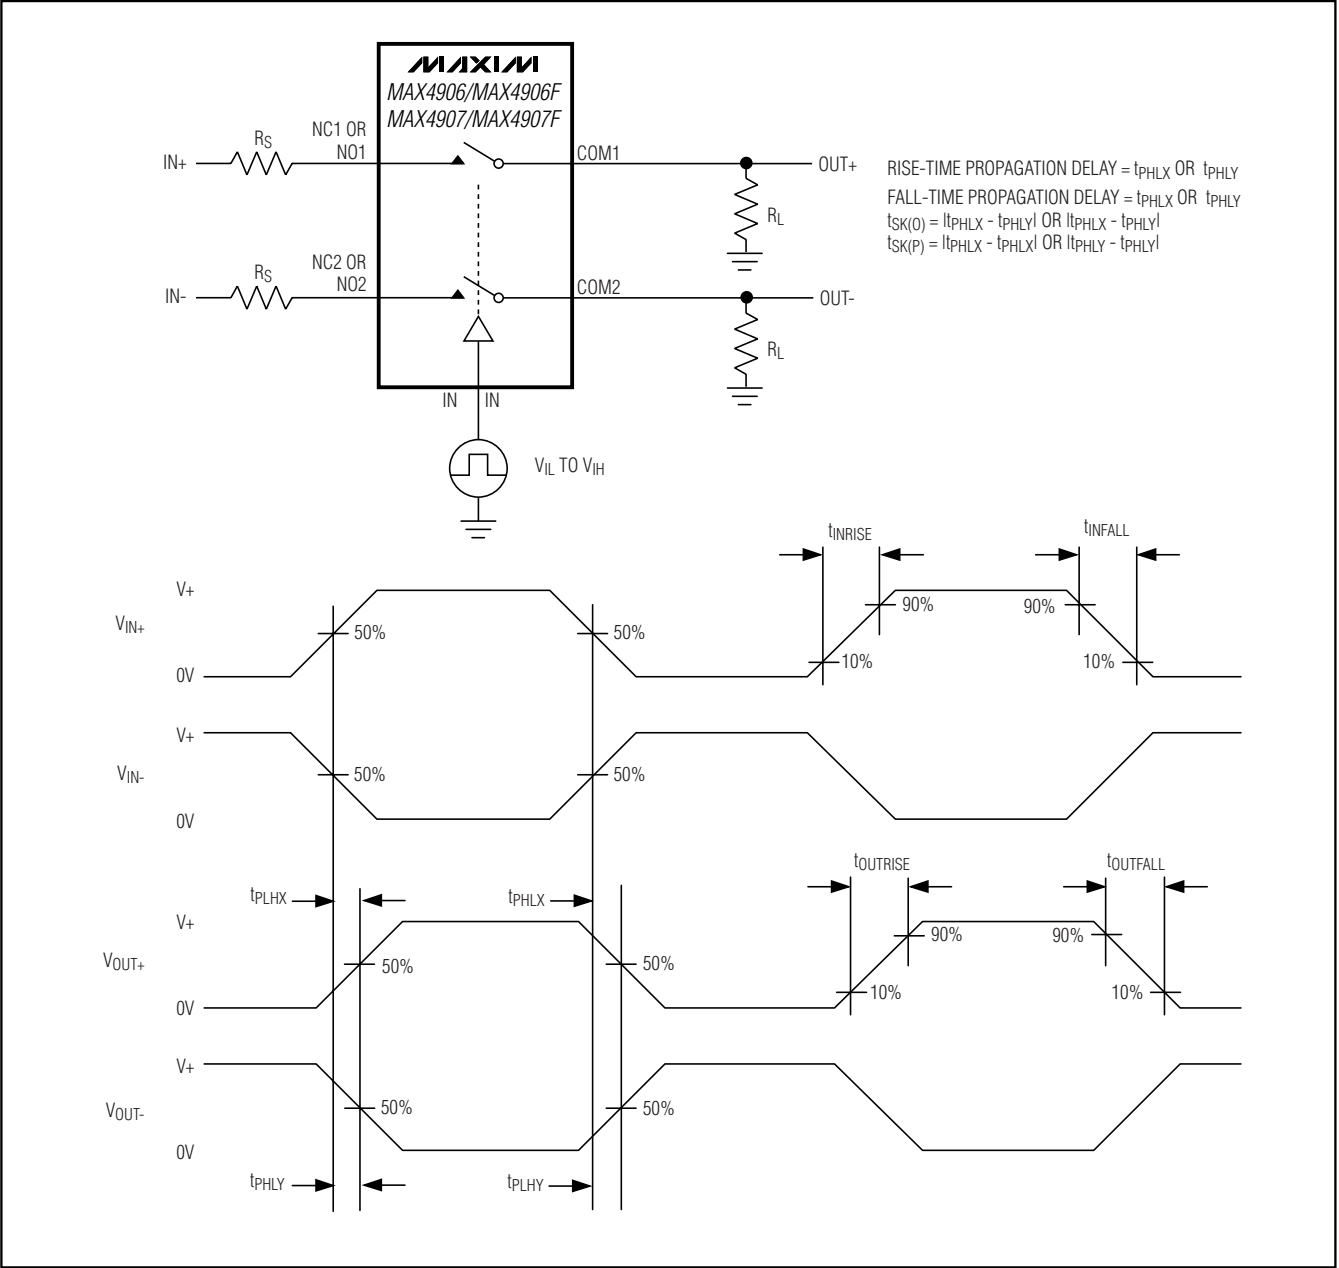 MAXIM
MAX4906/MAX4906F
MAX4907/MAX4907F
IN+
RS
NC1 OR
NO1
COM1
OUT+
RL
RISE-TIME PROPAGATION DELAY = tPHLX OR tPHLY
FALL-TIME PROPAGATION DELAY = tPHLX OR tPHLY
tSK(O) = |tPHLX - tPHLY| OR |tPHLX - tPHLY|
tSK(P) = |tPHLX - tPHLX| OR |tPHLY - tPHLY|
IN-
RS
NC2 OR
NO2
COM2
OUT-
RL
IN
IN
VIL TO VIH
tINRISE
tINFALL
V+
VIN+
0V
50%
50%
90%
10%
90%
10%
V+
VIN-
0V
50%
50%
tOUTRISE
tOUTFALL
tPLHX
tPHLX
V+
VOUT+
0V
50%
50%
90%
10%
90%
10%
V+
VOUT-
0V
50%
50%
tPHLY
tPLHY